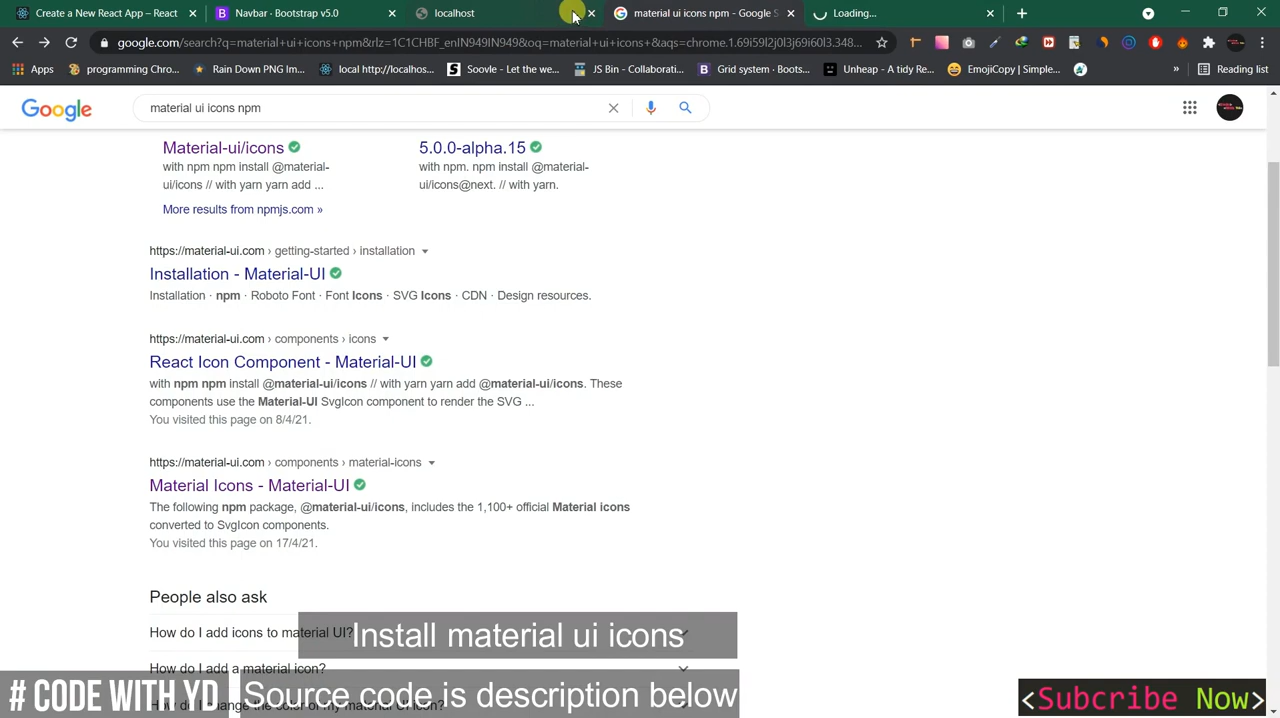 Create a New React App - React
Navbar · Bootstrap v5.0
localhost
material ui icons npm - Google S
Loading...
google.com/search?q=material+ui+icons+npm&rlz=1C1CHBF_enIN949IN949&oq=material+ui+icons+&aqs=chrome.1.69i59l2j0l3j69i60l3.348...
Apps
programming Chro...
Rain Down PNG Im...
local http://localhos...
Soovle - Let the we...
JS Bin - Collaborati...
Grid system · Boots...
Unheap - A tidy Re...
EmojiCopy | Simple...
»
Reading list
Google
material ui icons npm
Material-ui/icons
5.0.0-alpha.15
with npm npm install @material-
ui/icons // with yarn yarn add ...
with npm. npm install @material-
ui/icons@next. // with yarn.
More results from npmjs.com »
https://material-ui.com › getting-started › installation
Installation - Material-UI
Installation · npm · Roboto Font · Font Icons · SVG Icons · CDN · Design resources.
https://material-ui.com › components › icons
React Icon Component - Material-UI
with npm npm install @material-ui/icons // with yarn yarn add @material-ui/icons. These
components use the Material-UI SvgIcon component to render the SVG ...
You visited this page on 8/4/21.
https://material-ui.com › components › material-icons
Material Icons - Material-UI
The following npm package, @material-ui/icons, includes the 1,100+ official Material icons
converted to SvgIcon components.
You visited this page on 17/4/21.
People also ask
How do I add icons to material UI?
Install material ui icons
How do I add a material icon?
How do I change the color of my material UI icon?
# CODE WITH YD
Source code is description below
<Subcribe Now>